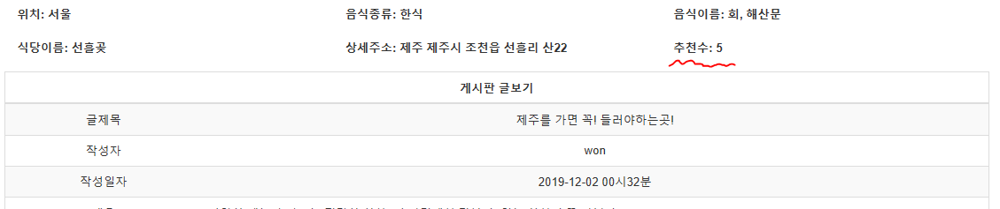 위치: 서울 음식종류: 한식 음식이름: 회, 해산문
식당이름: 선흘곶 상세주소: 제주 제주시 조천읍 선흘리 산22 추천수: 5
게시판 글보기
글제목 제주를 가면 꼭! 들러야하는곳!
작성자 won
작성일자 2019-12-02 00시32분